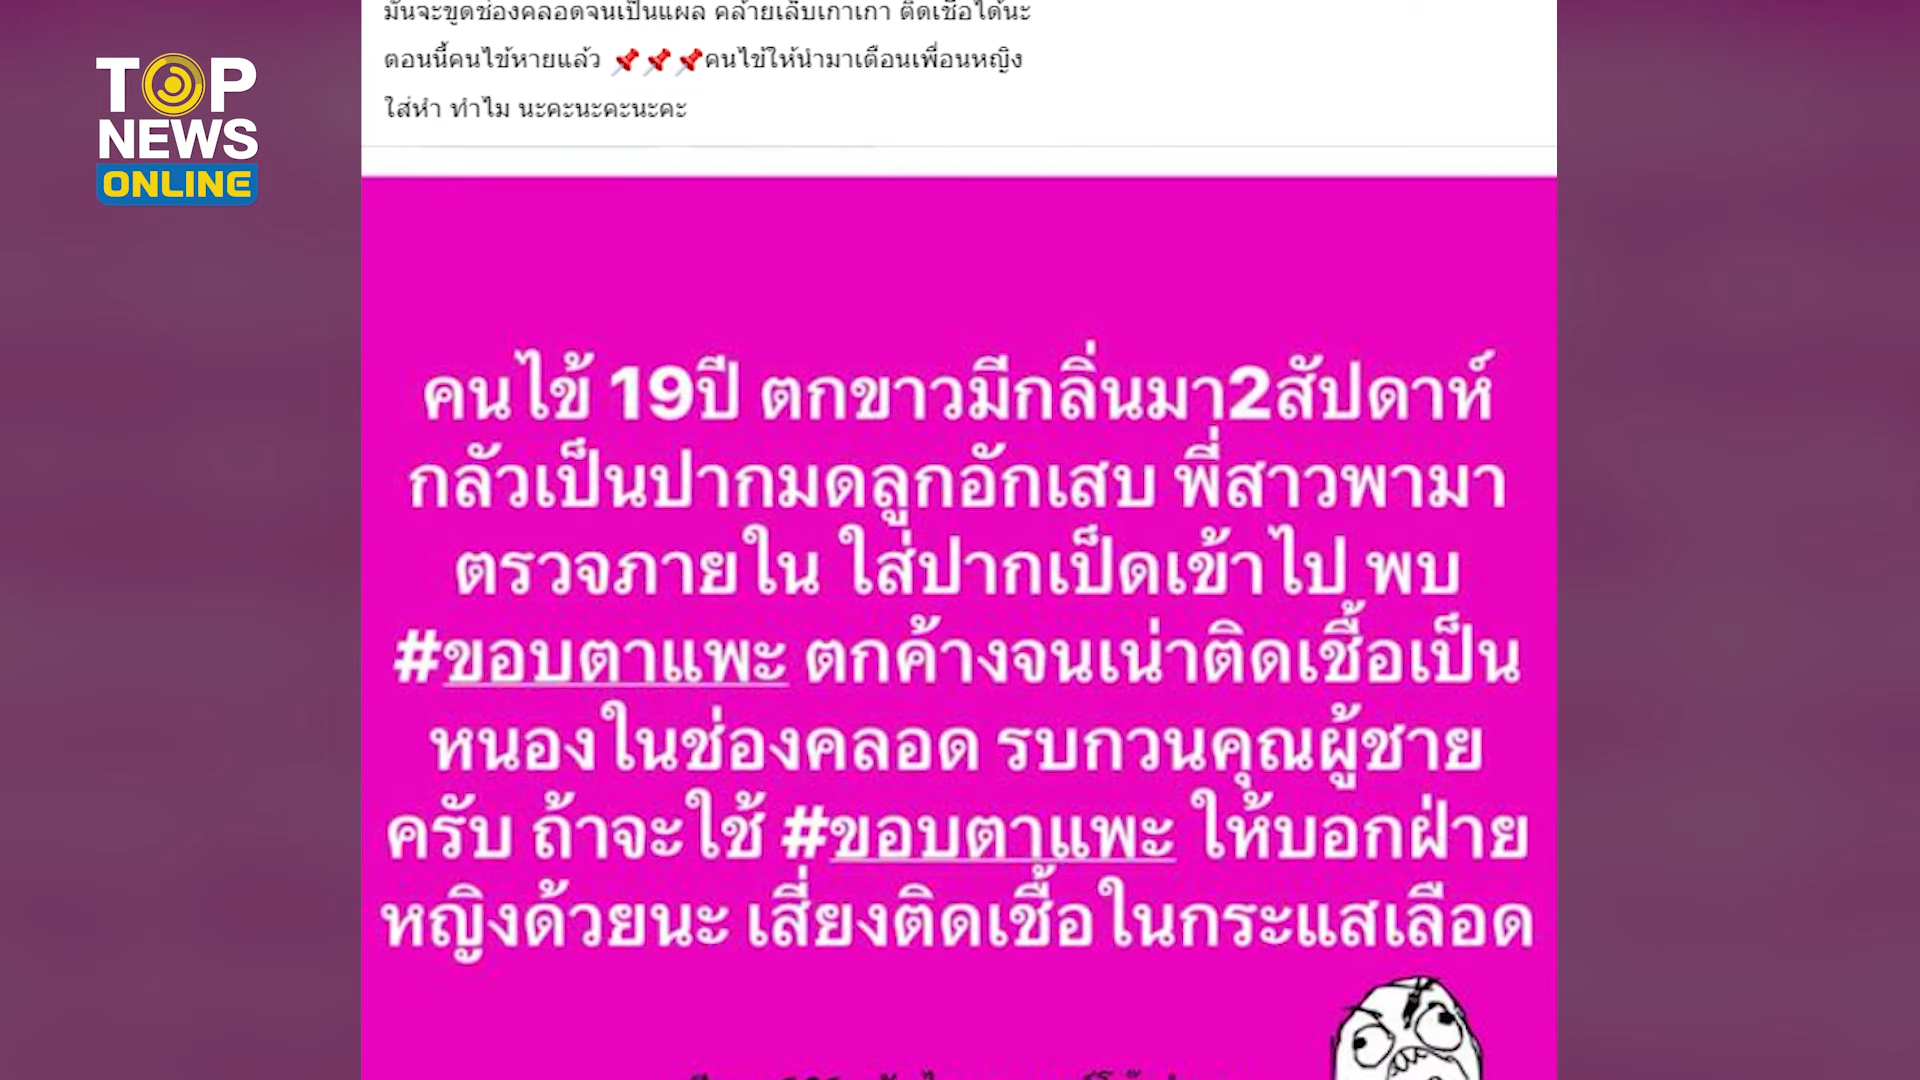 มันจะขูดช่องคลอดจนเป็นแผล คล้ายเล็บเกาเกา ติดเชื้อได้นะ
ตอนนี้คนไข้หายแล้ว 📌📌📌คนไข้ให้นำมาเตือนเพื่อนหญิง
ใส่หำ ทำไม นะคะนะคะนะคะ
TOP
NEWS
ONLINE
คนไข้ 19ปี ตกขาวมีกลิ่นมา2สัปดาห์
กลัวเป็นปากมดลูกอักเสบ พี่สาวพามา
ตรวจภายใน ใส่ปากเป็ดเข้าไป พบ
#ขอบตาแพะ ตกค้างจนเน่าติดเชื้อเป็น
หนองในช่องคลอด รบกวนคุณผู้ชาย
ครับ ถ้าจะใช้ #ขอบตาแพะ ให้บอกฝ่าย
หญิงด้วยนะ เสี่ยงติดเชื้อในกระแสเลือด